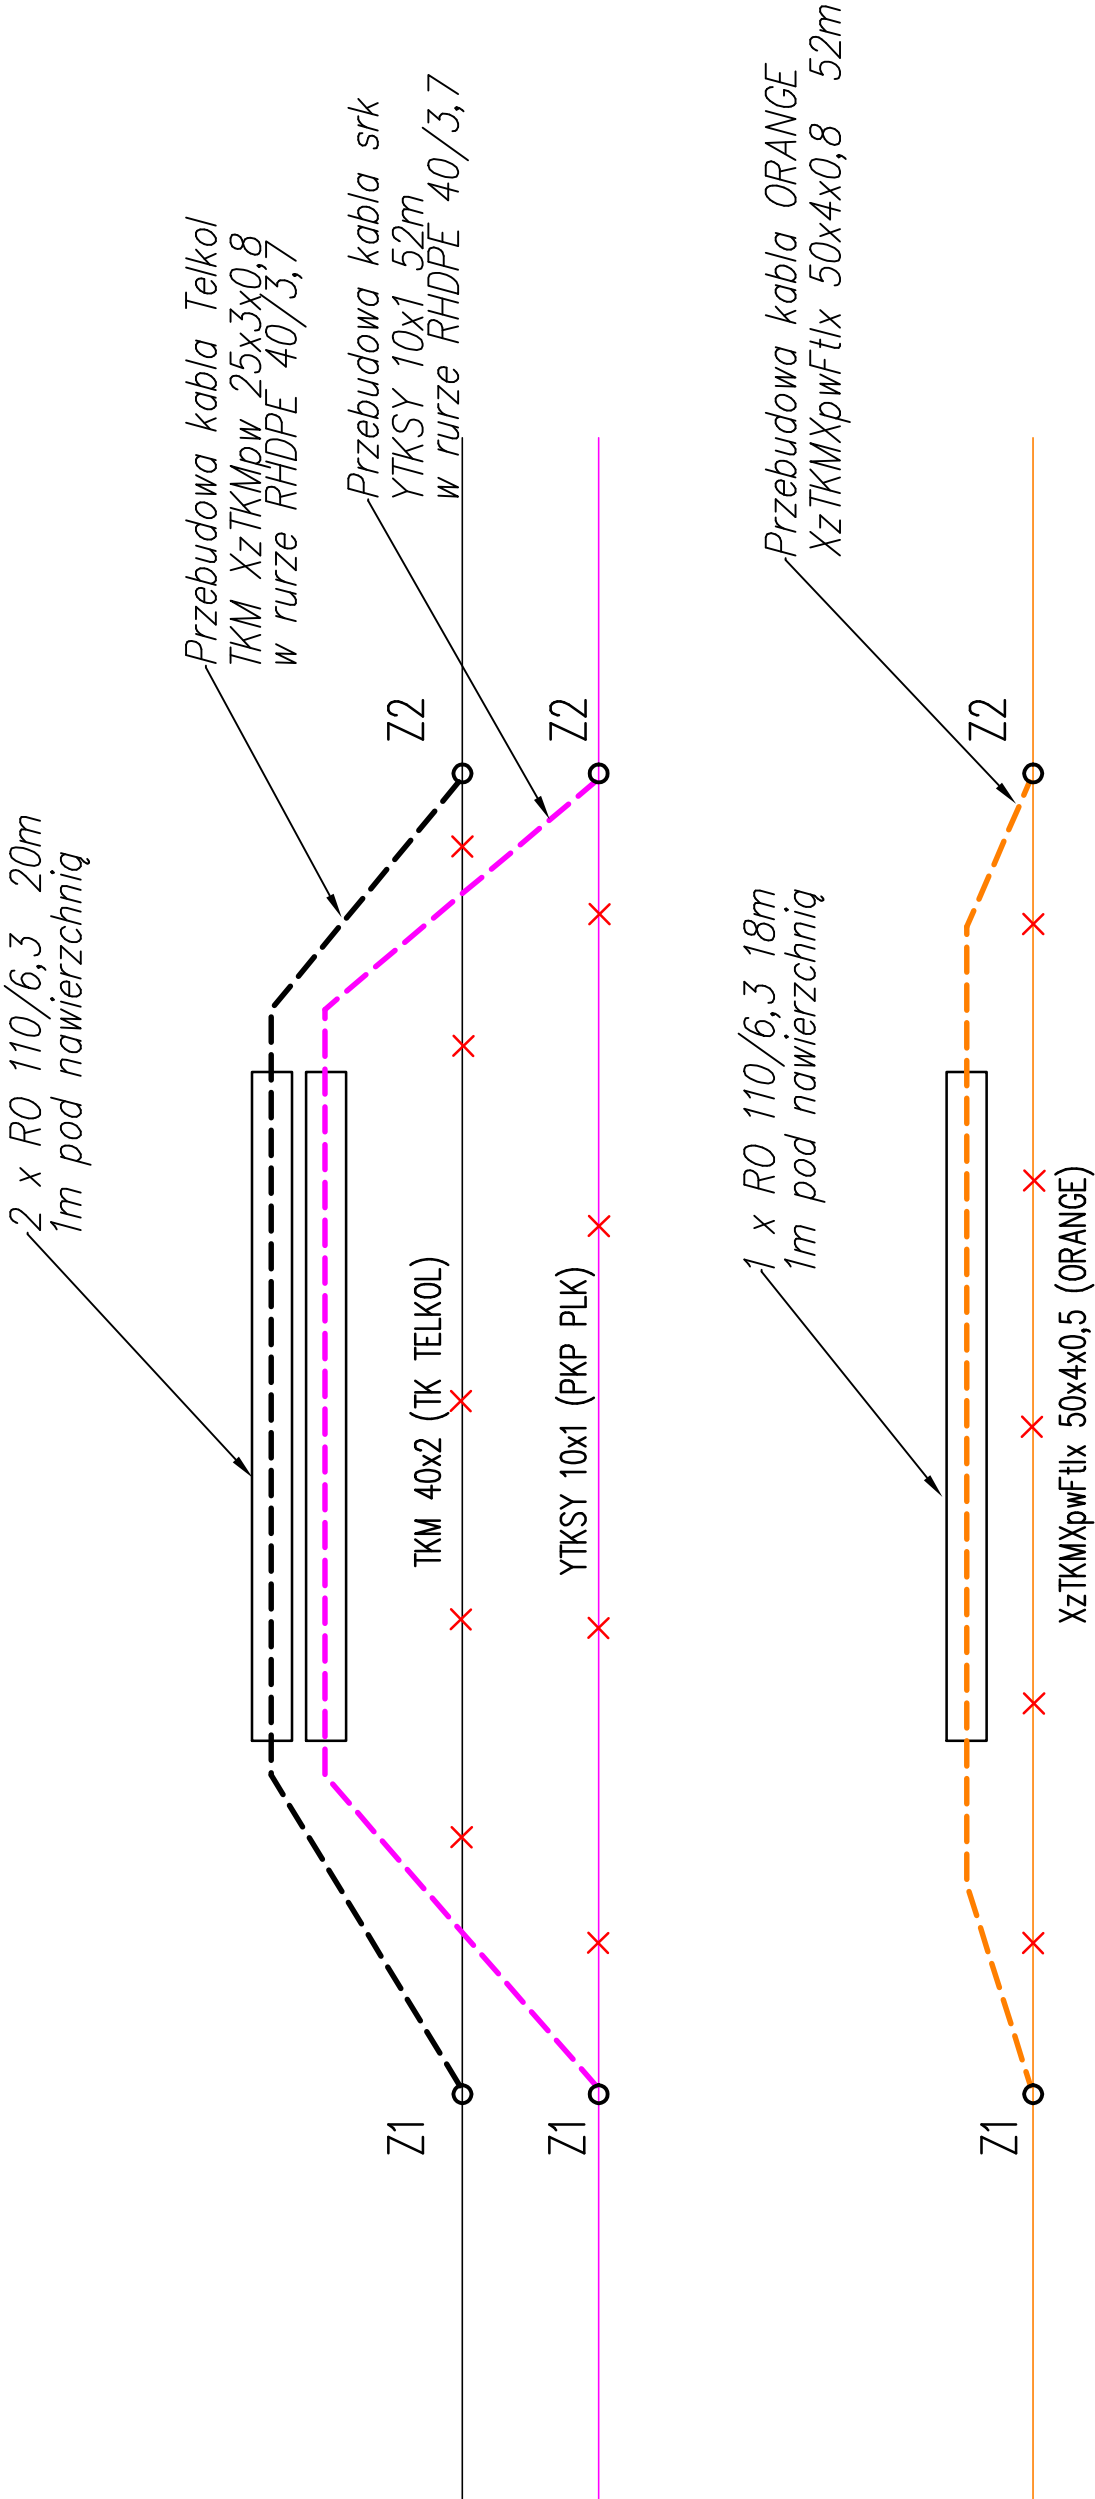 2 x RO 110/6,3  20m
1m pod nawierzchnią
Przebudowa kabla Telkol
TKM XzTKMpw 25x3x0,8
w rurze RHDPE 40/3,7
Przebudowa kabla srk
YTKSY 10x1 52m
w rurze RHDPE 40/3,7
Z1
Z2
TKM 40x2 (TK TELKOL)
Z1
Z2
YTKSY 10x1 (PKP PLK)
1 x RO 110/6,3 18m
1m pod nawierzchnią
Przebudowa kabla ORANGE
XzTKMXpwFtlx 50x4x0,8  52m
Z1
Z2
XzTKMXpwFtlx 50x4x0,5 (ORANGE)